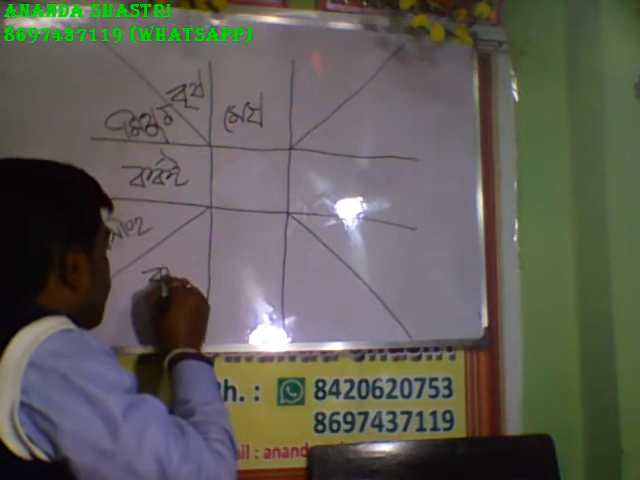 ANANDA SHASTRI
8697437119 (WHATSAPP)
বৃষ
মিথুন
মেষ
কর্কট
সিংহ
Ph. : 8420620753
8697437119